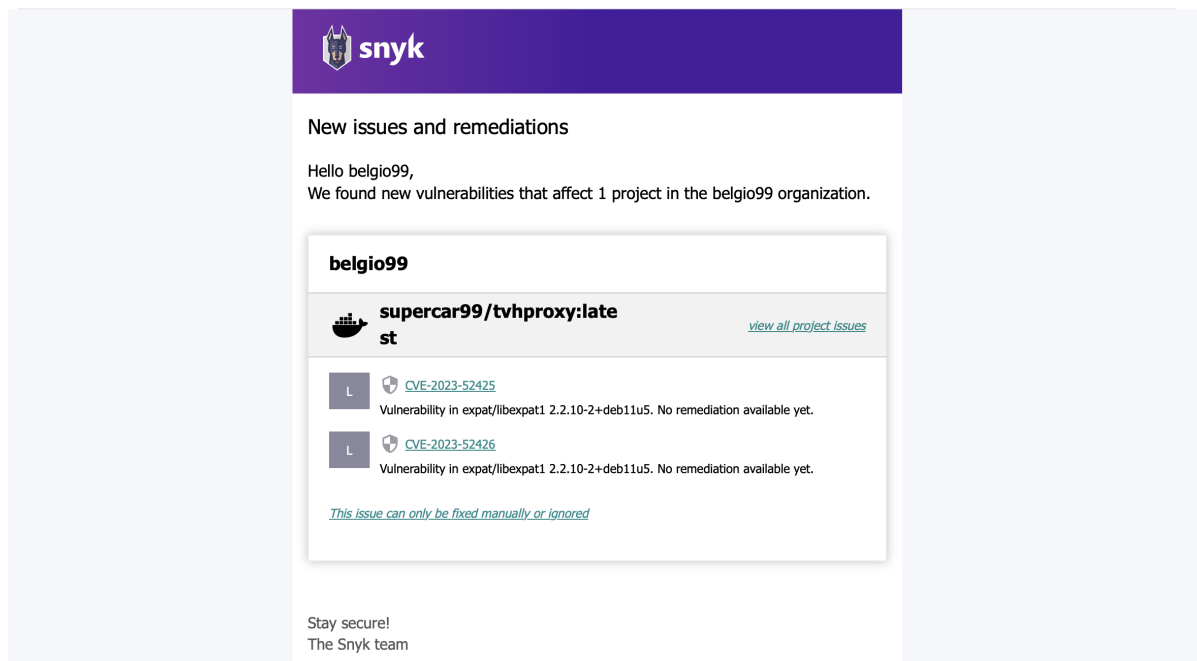 snyk
New issues and remediations
Hello belgio99,
We found new vulnerabilities that affect 1 project in the belgio99 organization.
belgio99
supercar99/tvhproxy:late
st
view all project issues
L
CVE-2023-52425
Vulnerability in expat/libexpat1 2.2.10-2+deb11u5. No remediation available yet.
L
CVE-2023-52426
Vulnerability in expat/libexpat1 2.2.10-2+deb11u5. No remediation available yet.
This issue can only be fixed manually or ignored
Stay secure!
The Snyk team